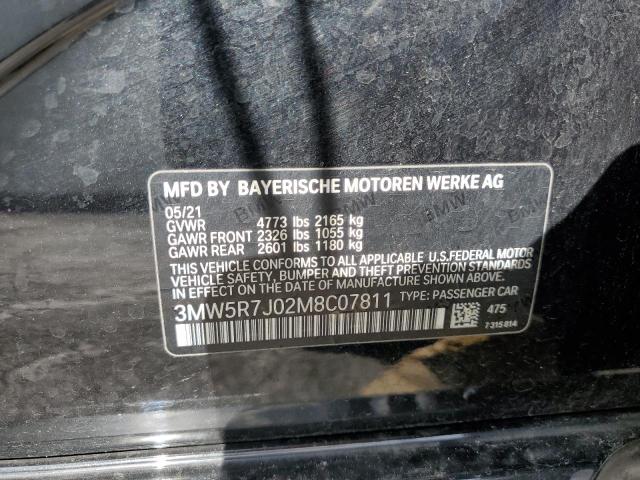 MFD BY BAYERISCHE MOTOREN WERKE AG
05/21
GVWR 4773 lbs 2165 kg
GAWR FRONT 2326 lbs 1055 kg
GAWR REAR 2601 lbs 1180 kg
THIS VEHICLE CONFORMS TO ALL APPLICABLE U.S.FEDERAL MOTOR
VEHICLE SAFETY, BUMPER AND THEFT PREVENTION STANDARDS
IN EFFECT ON THE DATE OF MANUFACTURE SHOWN ABOVE.
3MW5R7J02M8C07811 TYPE: PASSENGER CAR
475
7 315 814